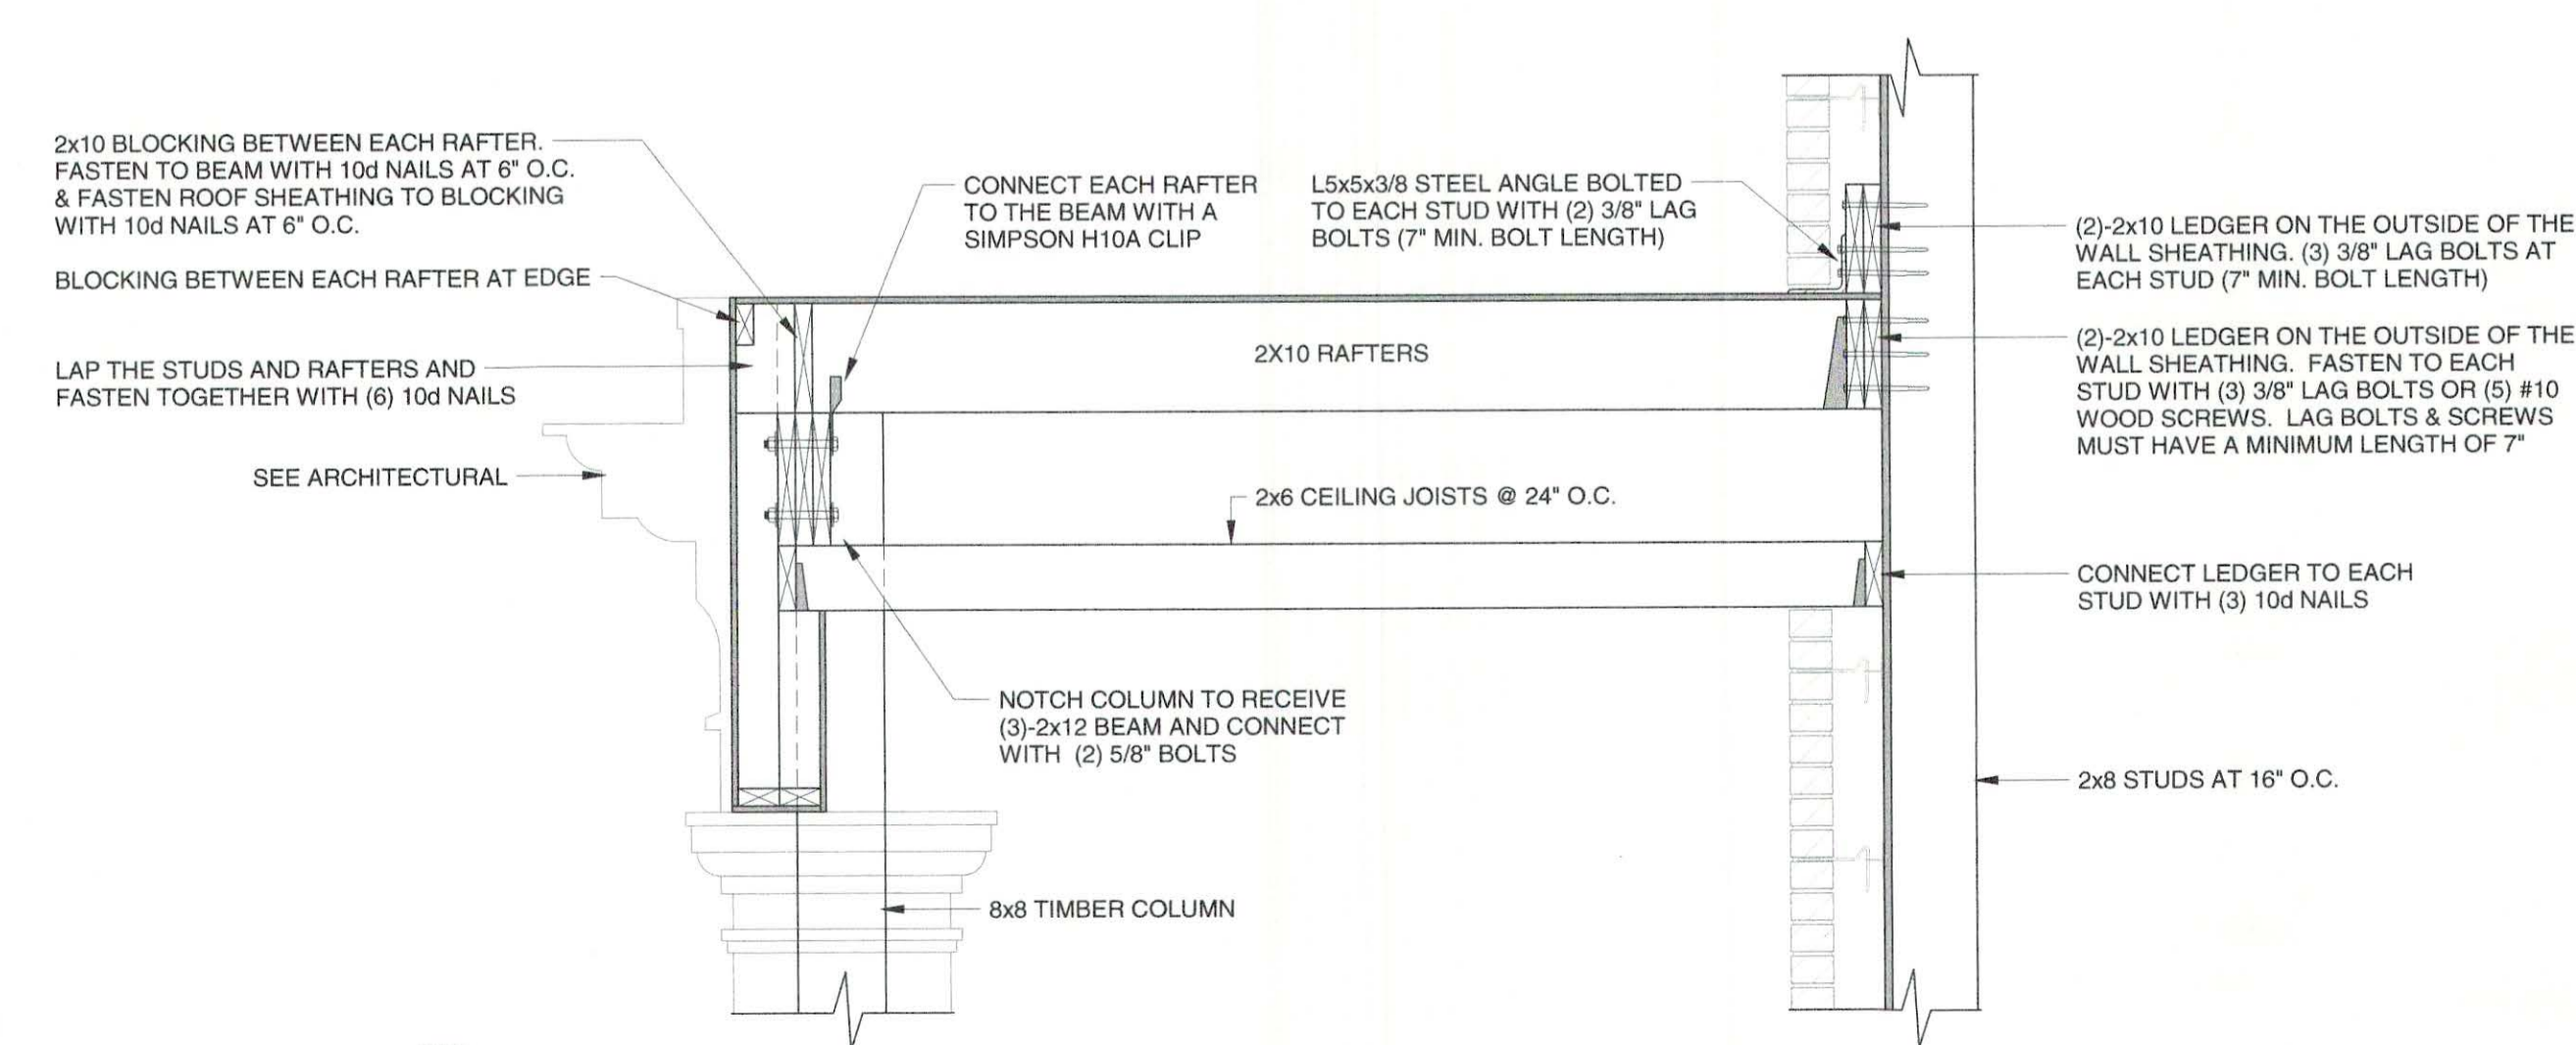 2x10 BLOCKING BETWEEN EACH RAFTER.
FASTEN TO BEAM WITH 10d NAILS AT 6" O.C.
& FASTEN ROOF SHEATHING TO BLOCKING
WITH 10d NAILS AT 6" O.C.
BLOCKING BETWEEN EACH RAFTER AT EDGE
LAP THE STUDS AND RAFTERS AND
FASTEN TOGETHER WITH (6) 10d NAILS
SEE ARCHITECTURAL
CONNECT EACH RAFTER
TO THE BEAM WITH A
SIMPSON H10A CLIP
L5x5x3/8 STEEL ANGLE BOLTED
TO EACH STUD WITH (2) 3/8" LAG
BOLTS (7" MIN. BOLT LENGTH)
2X10 RAFTERS
2x6 CEILING JOISTS @ 24" O.C.
NOTCH COLUMN TO RECEIVE
(3)-2x12 BEAM AND CONNECT
WITH (2) 5/8" BOLTS
8x8 TIMBER COLUMN
(2)-2x10 LEDGER ON THE OUTSIDE OF THE
WALL SHEATHING. (3) 3/8" LAG BOLTS AT
EACH STUD (7" MIN. BOLT LENGTH)
(2)-2x10 LEDGER ON THE OUTSIDE OF THE
WALL SHEATHING. FASTEN TO EACH
STUD WITH (3) 3/8" LAG BOLTS OR (5) #10
WOOD SCREWS. LAG BOLTS & SCREWS
MUST HAVE A MINIMUM LENGTH OF 7"
CONNECT LEDGER TO EACH
STUD WITH (3) 10d NAILS
2x8 STUDS AT 16" O.C.